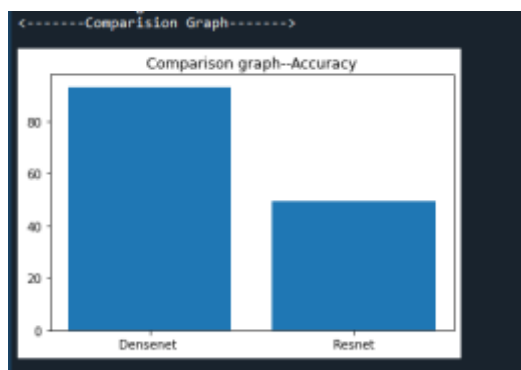 <-------Comparision Graph------->
Comparison graph--Accuracy
80
60
40
20
0
Densenet Resnet